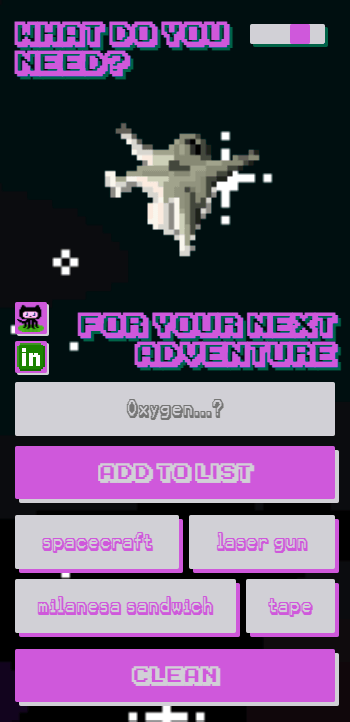 WHAT DO YOU
NEED?
FOR YOUR NEXT
in
ADVENTURE
Oxygen...?
ADD TO LIST
spacecraft
laser gun
milanesa sandwich
tape
CLEAN